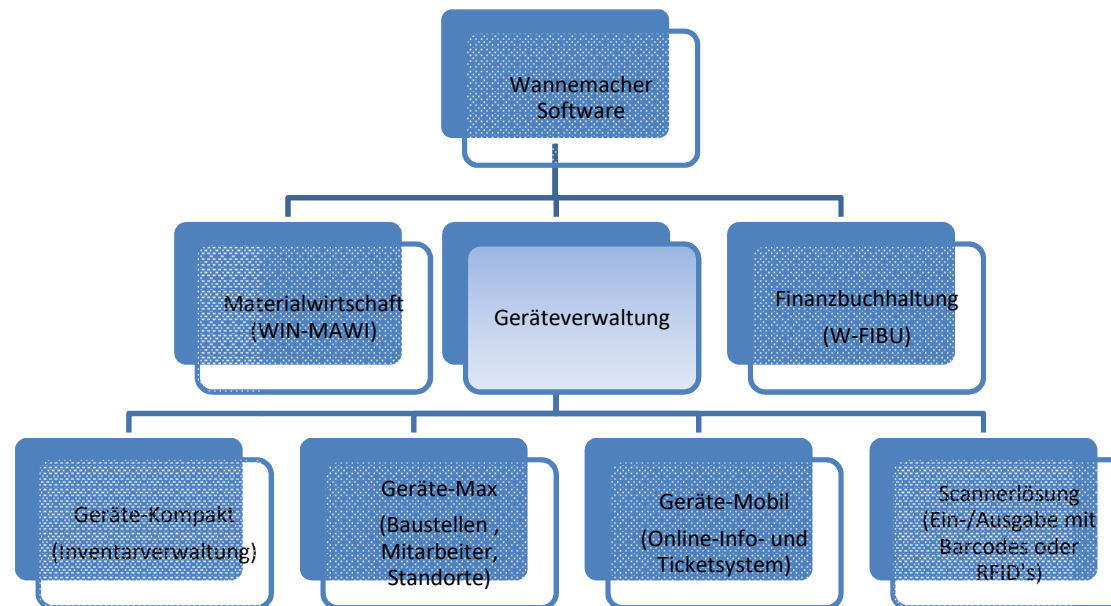 Wannemacher
Software
Materialwirtschaft
(WIN-MAWI)
Geräteverwaltung
Finanzbuchhaltung
(W-FIBU)
Geräte-Kompakt
(Inventarverwaltung)
Geräte-Max
(Baustellen ,
Mitarbeiter,
Standorte)
Geräte-Mobil
(Online-Info- und
Ticketsystem)
Scannerlösung
(Ein-/Ausgabe mit
Barcodes oder
RFID's)